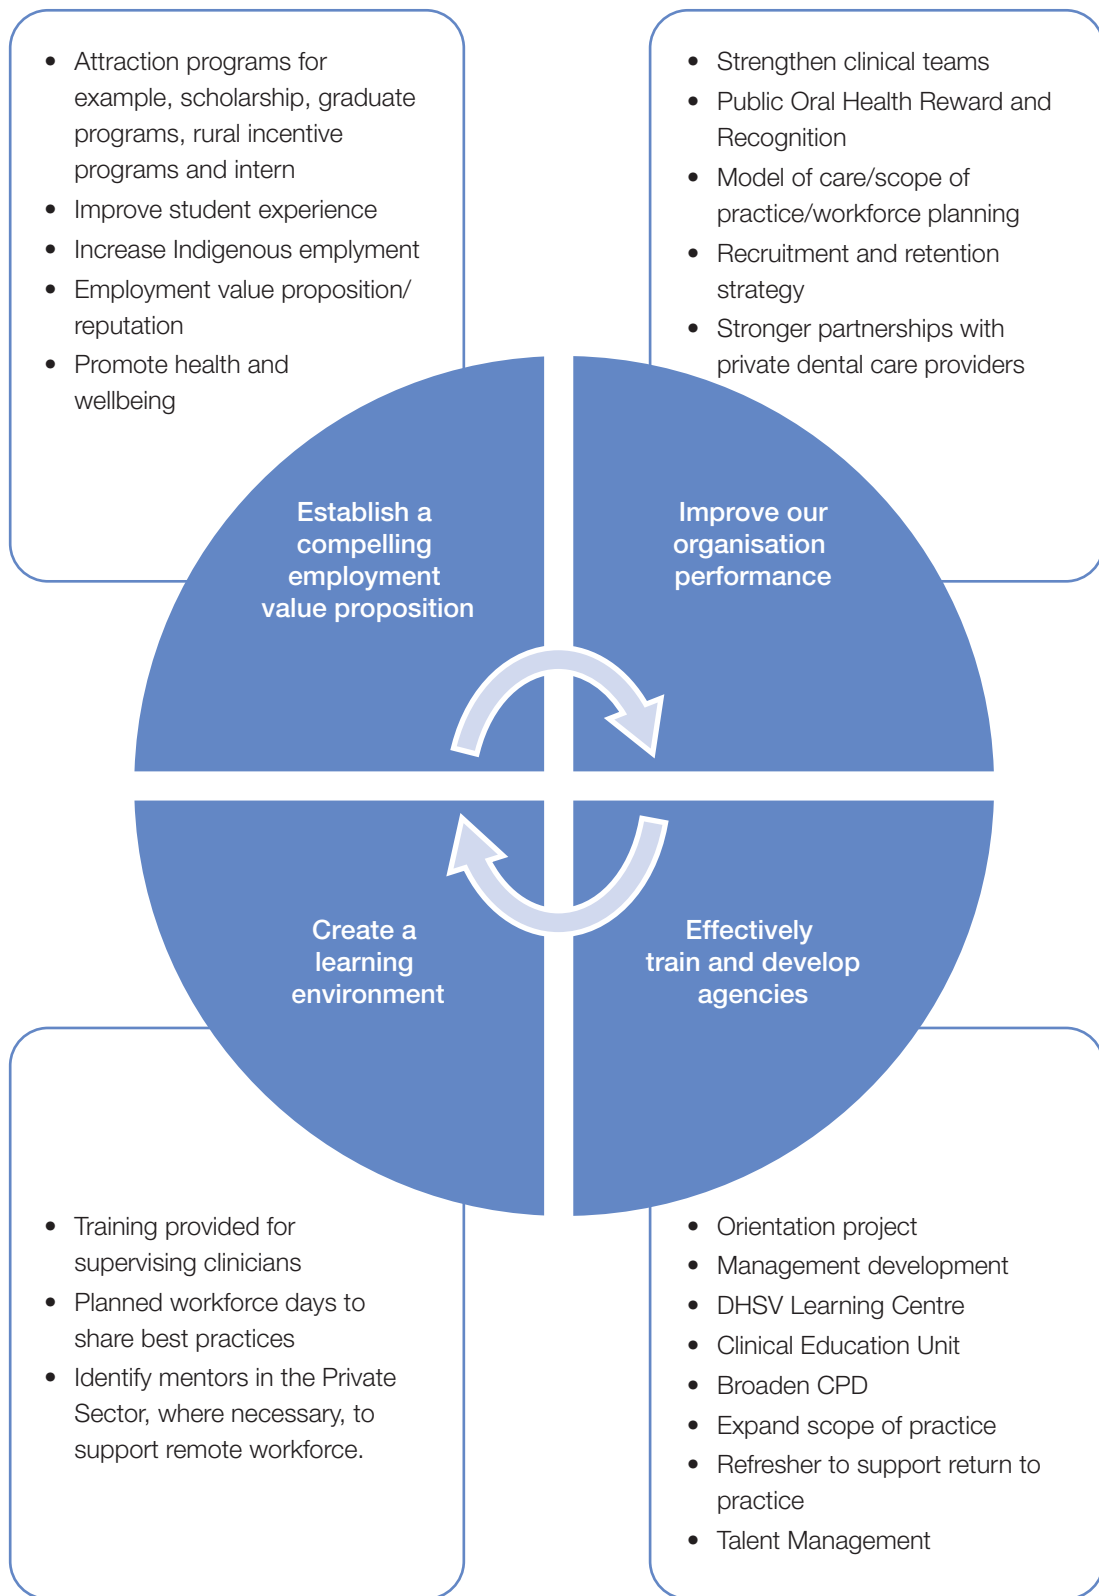 • Attraction programs for
example, scholarship, graduate
programs, rural incentive
programs and intern
• Improve student experience
• Increase Indigenous emplyment
• Employment value proposition/
reputation
• Promote health and
wellbeing
• Strengthen clinical teams
• Public Oral Health Reward and
Recognition
• Model of care/scope of
practice/workforce planning
• Recruitment and retention
strategy
• Stronger partnerships with
private dental care providers
Establish a
compelling
employment
value proposition
Improve our
organisation
performance
Create a
learning
environment
Effectively
train and develop
agencies
• Training provided for
supervising clinicians
• Planned workforce days to
share best practices
• Identify mentors in the Private
Sector, where necessary, to
support remote workforce.
• Orientation project
• Management development
• DHSV Learning Centre
• Clinical Education Unit
• Broaden CPD
• Expand scope of practice
• Refresher to support return to
practice
• Talent Management